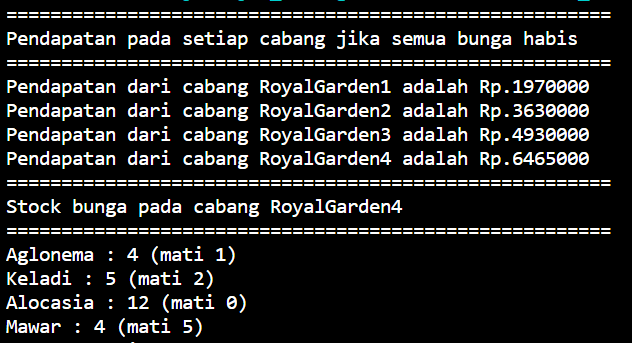 =======================================================
Pendapatan pada setiap cabang jika semua bunga habis
=======================================================
Pendapatan dari cabang RoyalGarden1 adalah Rp.1970000
Pendapatan dari cabang RoyalGarden2 adalah Rp.3630000
Pendapatan dari cabang RoyalGarden3 adalah Rp.4930000
Pendapatan dari cabang RoyalGarden4 adalah Rp.6465000
=======================================================
Stock bunga pada cabang RoyalGarden4
=======================================================
Aglonema : 4 (mati 1)
Keladi : 5 (mati 2)
Alocasia : 12 (mati 0)
Mawar : 4 (mati 5)